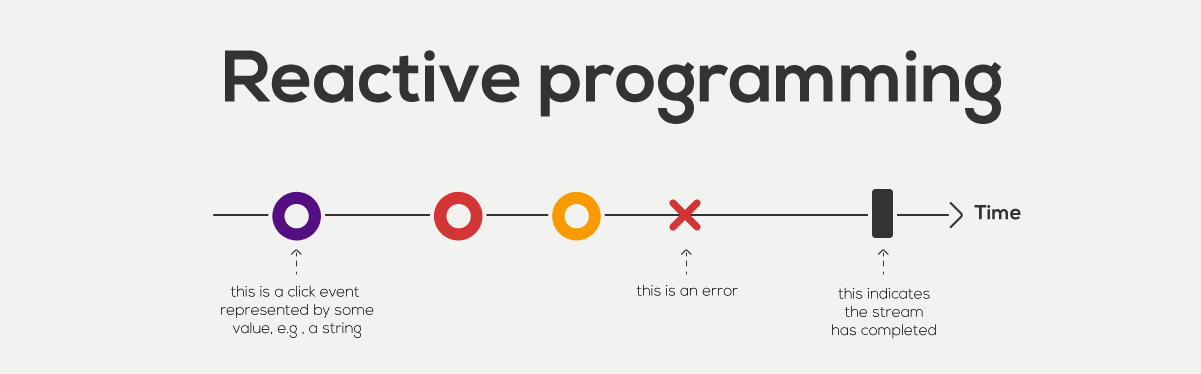 Reactive programming
Time
this is a click event
represented by some
value, e.g , a string
this is an error
this indicates
the stream
has completed